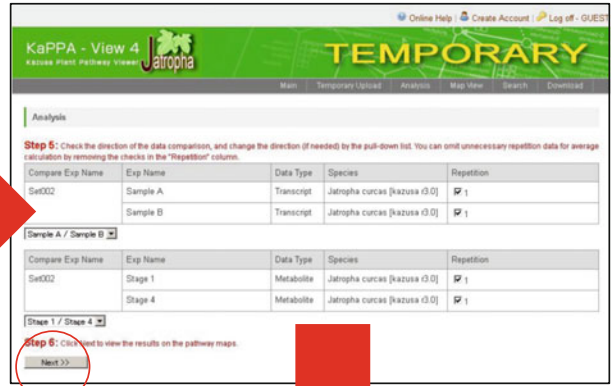 Online Help | Create Account | Log off - GUEST
KaPPA - View 4 Jatropha TEMPORARY
Kazusa Plant Pathway Viewer
Main Temporary Upload Analysis Map View Search Download
Analysis
Step 5: Check the direction of the data comparison, and change the direction (if needed) by the pull-down list. You can omit unnecessary repetition data for average
calculation by removing the checks in the "Repetition" column.
Compare Exp Name Exp Name Data Type Species Repetition
Set002 Sample A Transcript Jatropha curcas [kazusa r3.0] 1
Sample B Transcript Jatropha curcas [kazusa r3.0] 1
Sample A / Sample B
Compare Exp Name Exp Name Data Type Species Repetition
Set002 Stage 1 Metabolite Jatropha curcas [kazusa r3.0] 1
Stage 4 Metabolite Jatropha curcas [kazusa r3.0] 1
Stage 1 / Stage 4
Step 6: Click Next to view the results on the pathway maps.
Next >>